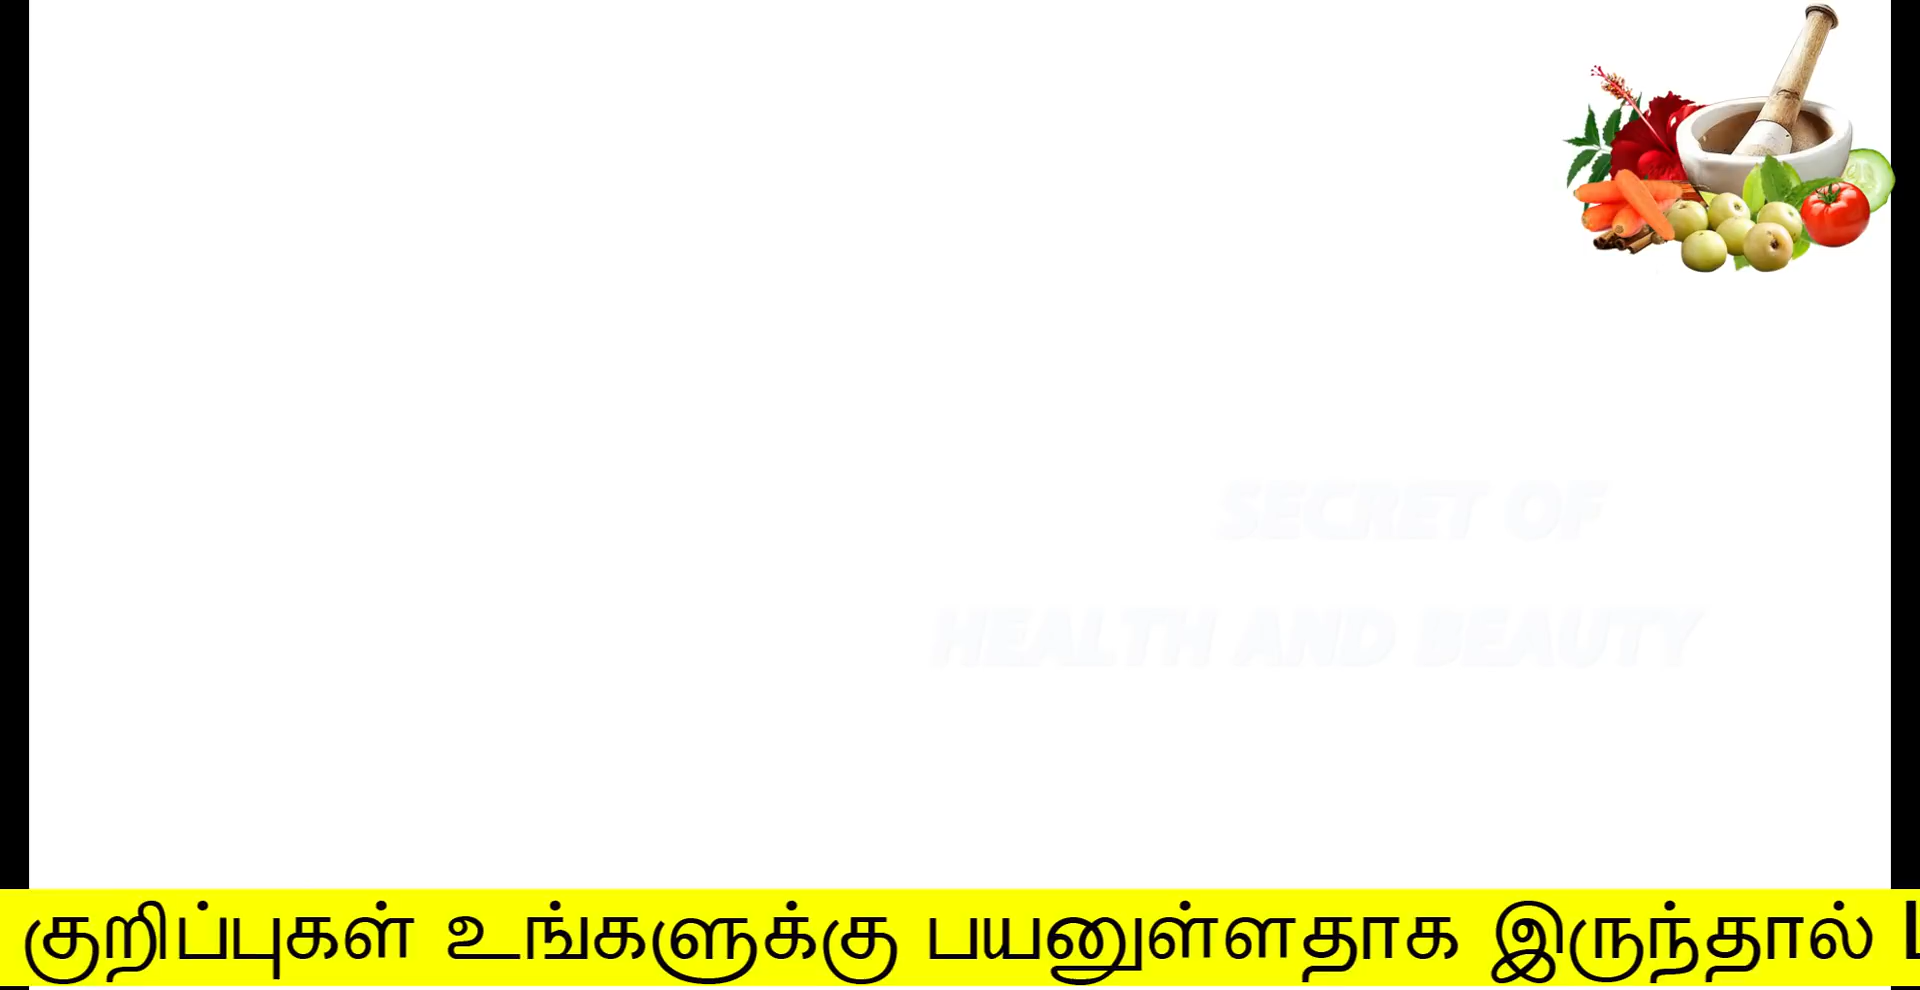 SECRET OF
HEALTH AND BEAUTY
குறிப்புகள் உங்களுக்கு பயனுள்ளதாக இருந்தால்